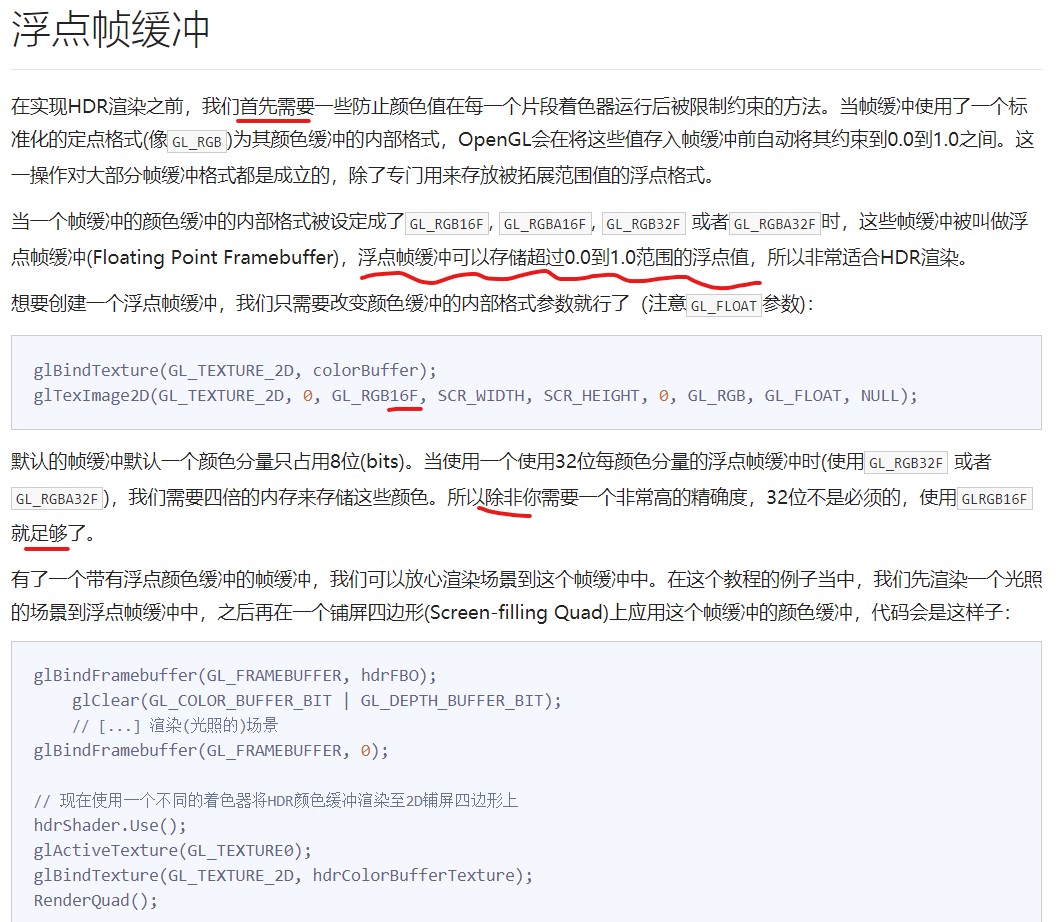 浮点帧缓冲
在实现HDR渲染之前，我们首先需要一些防止颜色值在每一个片段着色器运行后被限制约束的方法。当帧缓冲使用了一个标
准化的定点格式(像GL_RGB)为其颜色缓冲的内部格式，OpenGL会在将这些值存入帧缓冲前自动将其约束到0.0到1.0之间。这
一操作对大部分帧缓冲格式都是成立的，除了专门用来存放被拓展范围值的浮点格式。
当一个帧缓冲的颜色缓冲的内部格式被设定成了GL_RGB16F, GL_RGBA16F, GL_RGB32F 或者GL_RGBA32F时，这些帧缓冲被叫做浮
点帧缓冲(Floating Point Framebuffer)，浮点帧缓冲可以存储超过0.0到1.0范围的浮点值，所以非常适合HDR渲染。
想要创建一个浮点帧缓冲，我们只需要改变颜色缓冲的内部格式参数就行了（注意GL_FLOAT参数)：
glBindTexture(GL_TEXTURE_2D, colorBuffer);
glTexImage2D(GL_TEXTURE_2D, 0, GL_RGB16F, SCR_WIDTH, SCR_HEIGHT, 0, GL_RGB, GL_FLOAT, NULL);
默认的帧缓冲默认一个颜色分量只占用8位(bits)。当使用一个使用32位每颜色分量的浮点帧缓冲时(使用GL_RGB32F 或者
GL_RGBA32F)，我们需要四倍的内存来存储这些颜色。所以除非你需要一个非常高的精确度，32位不是必须的，使用GLRGB16F
就足够了。
有了一个带有浮点颜色缓冲的帧缓冲，我们可以放心渲染场景到这个帧缓冲中。在这个教程的例子当中，我们先渲染一个光照
的场景到浮点帧缓冲中，之后再在一个铺屏四边形(Screen-filling Quad)上应用这个帧缓冲的颜色缓冲，代码会是这样子：
glBindFramebuffer(GL_FRAMEBUFFER, hdrFBO);
glClear(GL_COLOR_BUFFER_BIT | GL_DEPTH_BUFFER_BIT);
// [...] 渲染(光照的)场景
glBindFramebuffer(GL_FRAMEBUFFER, 0);
// 现在使用一个不同的着色器将HDR颜色缓冲渲染至2D铺屏四边形上
hdrShader.Use();
glActiveTexture(GL_TEXTURE0);
glBindTexture(GL_TEXTURE_2D, hdrColorBufferTexture);
RenderQuad();